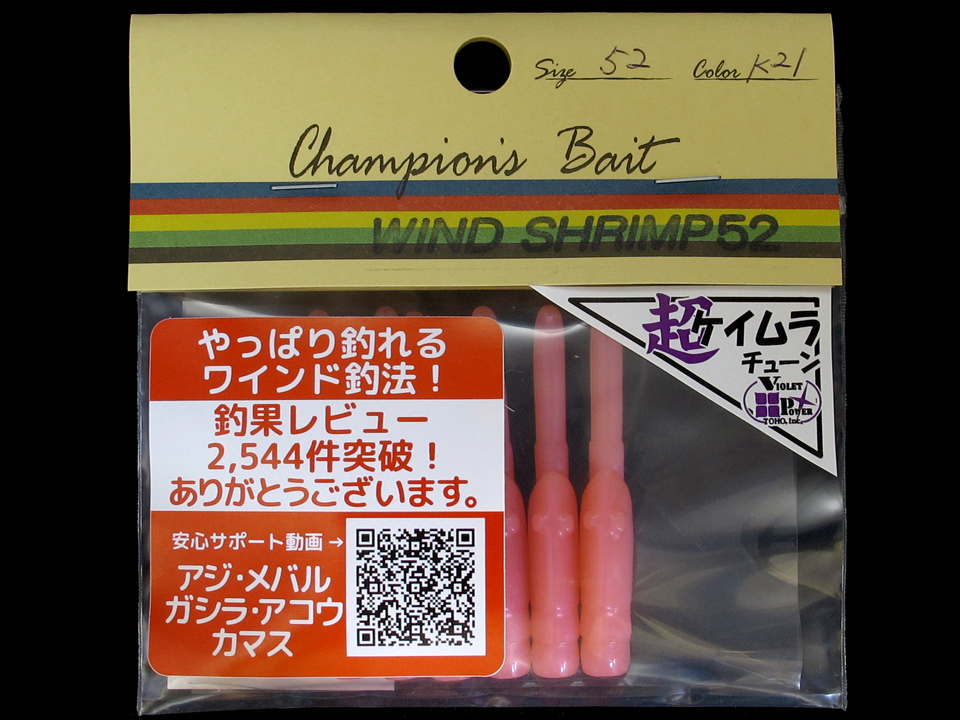 Size 52 Color K21
Champion's Bait
WIND SHRIMP52
超ケイムラ
チューン
VIOLET
POWER
TOHO, Inc.
やっぱり釣れる
ワインド釣法！
釣果レビュー
2,544件突破！
ありがとうございます。
安心サポート動画→
アジ・メバル
ガシラ・アコウ
カマス